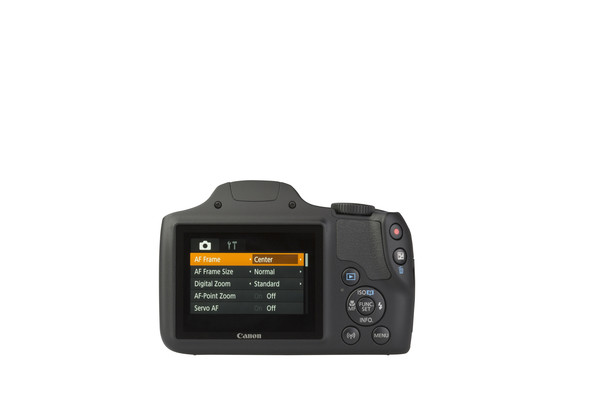 AF Frame Center
AF Frame Size Normal
Digital Zoom Standard
AF-Point Zoom On Off
Servo AF On Off
Canon
ISO
MF
FUNC.
SET
INFO.
MENU